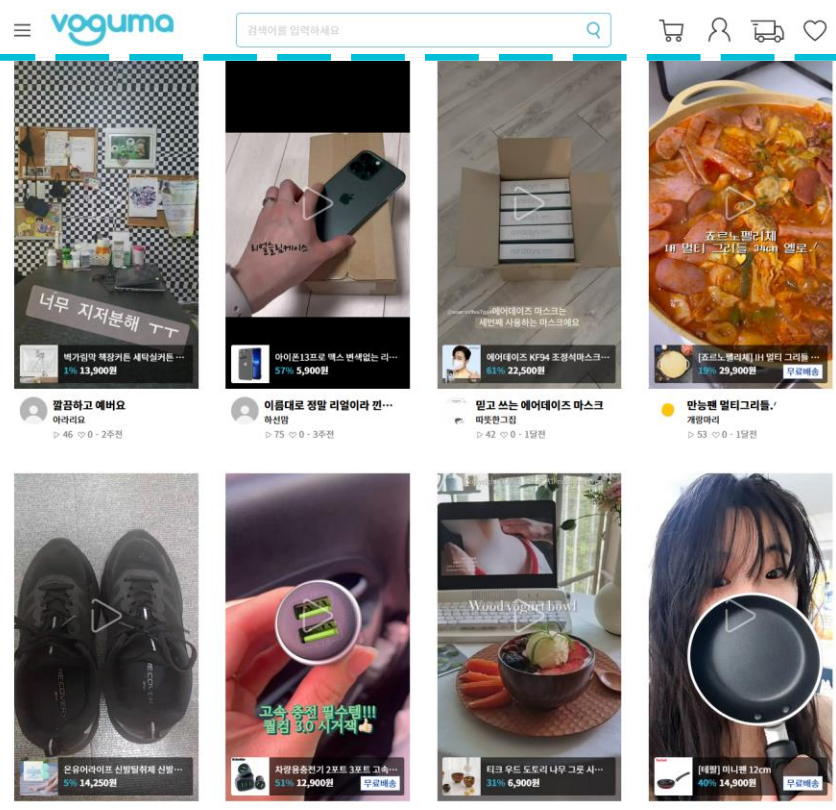 voguma
검색어를 입력하세요
너무 지저분해 ㅜㅜ
벽가림막 책장커튼 세탁실커튼 …
1% 13,900원
깔끔하고 예버요
아라리요
46 0 - 2주전
리얼슬림케이스
아이폰13프로 맥스 변색없는 리…
57% 5,900원
이름대로 정말 리얼이라 낀…
하선맘
75 0 - 3주전
에어데이즈 마스크는
세번째 사용하는 마스크에요
에어데이즈 KF94 조정석마스크…
61% 22,500원
믿고 쓰는 에어데이즈 마스크
따뜻한그집
42 0 - 1달전
죠르노펠리체
IH 멀티 그리들 34cm 옐로
[죠르노펠리체] IH 멀티 그리들 …
19% 29,900원 무료배송
만능팬 멀티그리들.
개랑마리
53 0 - 1달전
온유어라이프 신발탈취제 신발…
5% 14,250원
고속 충전 필수템!!!
퀄컴 3.0 시거잭
차량용충전기 2포트 3포트 고속…
51% 12,900원 무료배송
Wood yogurt bowl
티크 우드 도토리 나무 그릇 시…
31% 6,900원
[테팔] 미니팬 12cm
40% 14,900원 무료배송